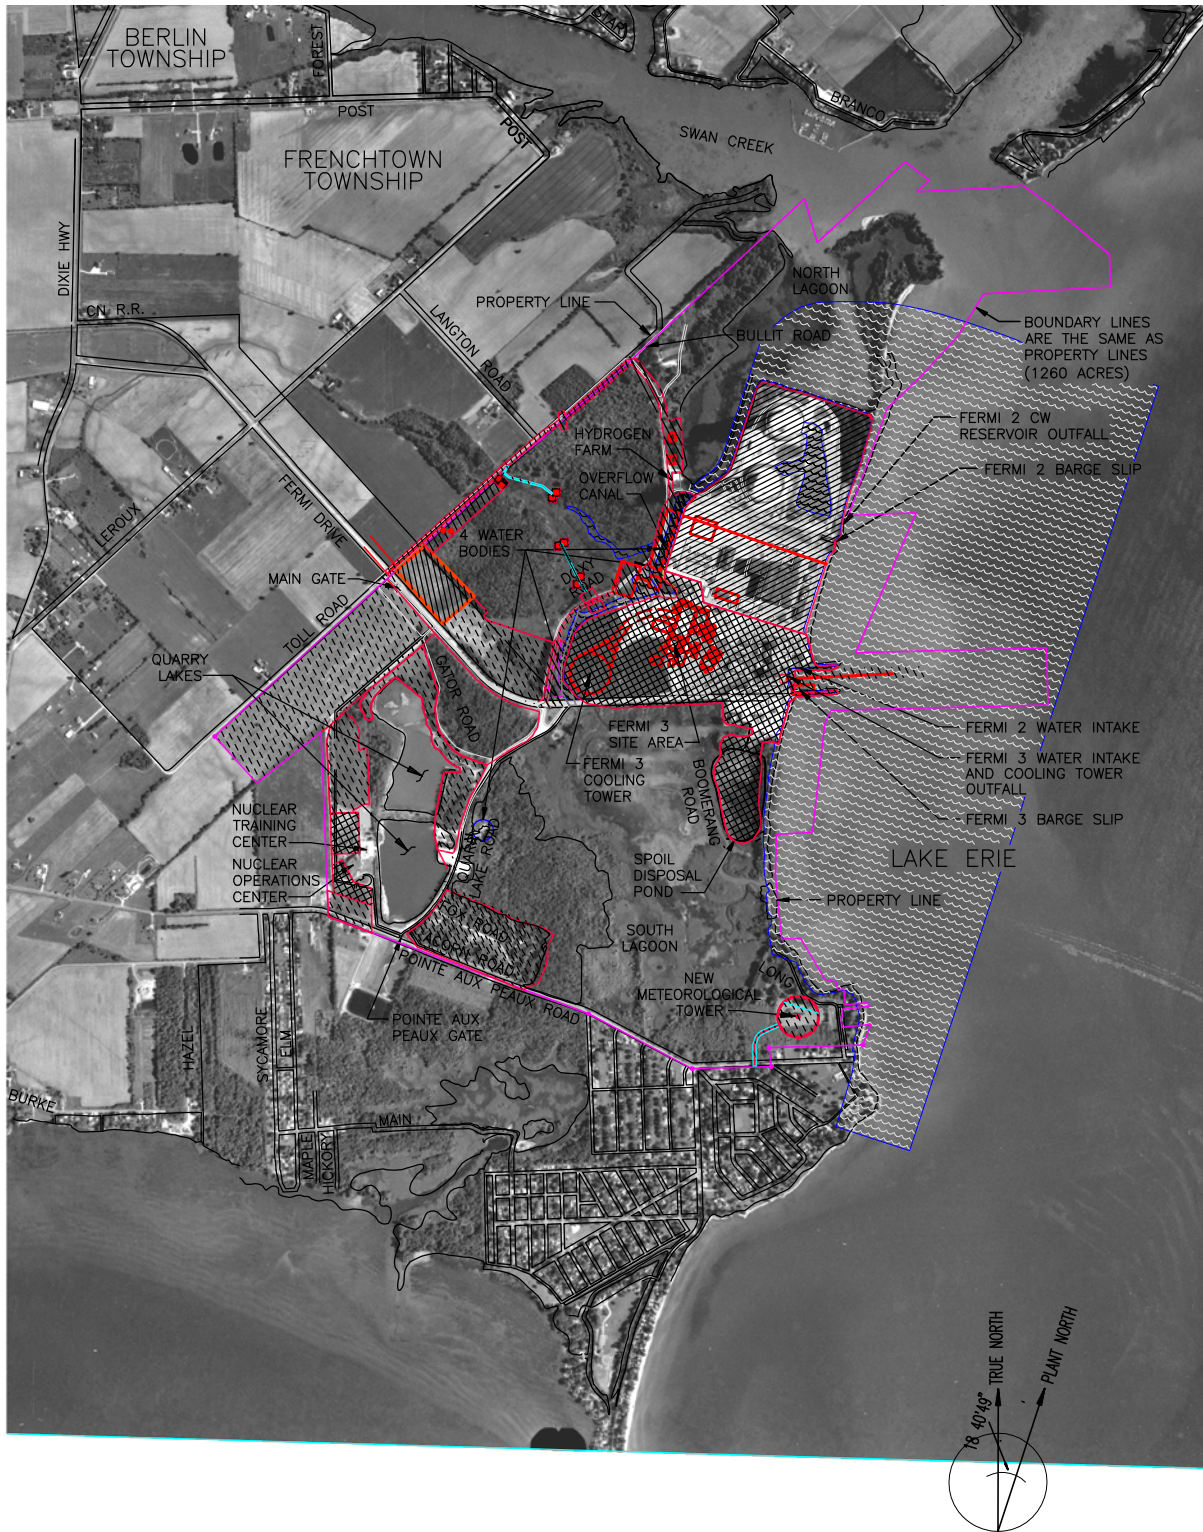 START
BERLIN
TOWNSHIP
FOREST
POST
POST
BRANCO
SWAN CREEK
FRENCHTOWN
TOWNSHIP
DIXIE HWY
CN R.R.
NORTH
LAGOON
PROPERTY LINE
LANGTON ROAD
BULLIT ROAD
BOUNDARY LINES
ARE THE SAME AS
PROPERTY LINES
(1260 ACRES)
FERMI 2 CW
RESERVOIR OUTFALL
HYDROGEN
FARM
FERMI 2 BARGE SLIP
OVERFLOW
CANAL
FERMI DRIVE
LEROUX
4 WATER
BODIES
DOXY
ROAD
MAIN GATE
TOLL ROAD
QUARRY
LAKES
GATOR ROAD
FERMI 3
SITE AREA
FERMI 2 WATER INTAKE
FERMI 3
COOLING
TOWER
BOOMERANG
ROAD
FERMI 3 WATER INTAKE
AND COOLING TOWER
OUTFALL
NUCLEAR
TRAINING
CENTER
FERMI 3 BARGE SLIP
QUARRY
LAKE ROAD
NUCLEAR
OPERATIONS
CENTER
SPOIL
DISPOSAL
POND
LAKE ERIE
PROPERTY LINE
FOX ROAD
ACORN ROAD
SOUTH
LAGOON
POINTE AUX PEAUX ROAD
LONG
NEW
METEOROLOGICAL
TOWER
POINTE AUX
PEAUX GATE
HAZEL
SYCAMORE
ELM
BURKE
MAIN
MAPLE
HICKORY
TRUE NORTH
PLANT NORTH
18 40'49"